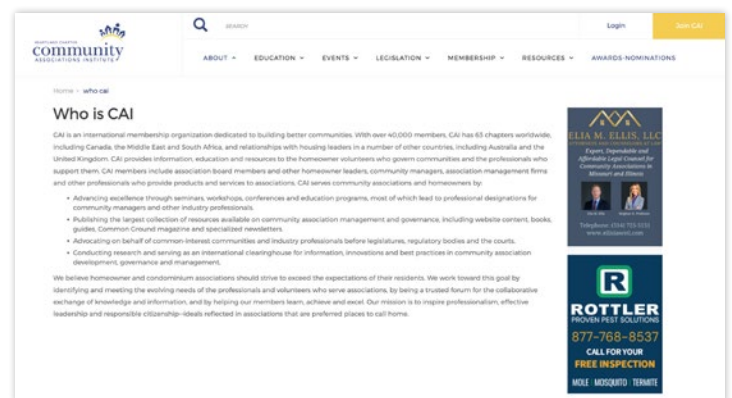 SEARCH
Login
Join CAI
HEARTLAND CHAPTER
community
ASSOCIATIONS INSTITUTE
ABOUT
EDUCATION
EVENTS
LEGISLATION
MEMBERSHIP
RESOURCES
AWARDS-NOMINATIONS
Home > who cai
Who is CAI
CAI is an international membership organization dedicated to building better communities. With over 40,000 members, CAI has 63 chapters worldwide,
including Canada, the Middle East and South Africa, and relationships with housing leaders in a number of other countries, including Australia and the
United Kingdom. CAI provides information, education and resources to the homeowner volunteers who govern communities and the professionals who
support them. CAI members include association board members and other homeowner leaders, community managers, association management firms
and other professionals who provide products and services to associations. CAI serves community associations and homeowners by:
• Advancing excellence through seminars, workshops, conferences and education programs, most of which lead to professional designations for
community managers and other industry professionals.
• Publishing the largest collection of resources available on community association management and governance, including website content, books,
guides, Common Ground magazine and specialized newsletters.
• Advocating on behalf of common-interest communities and industry professionals before legislatures, regulatory bodies and the courts.
• Conducting research and serving as an international clearinghouse for information, innovations and best practices in community association
development, governance and management.
We believe homeowner and condominium associations should strive to exceed the expectations of their residents. We work toward this goal by
identifying and meeting the evolving needs of the professionals and volunteers who serve associations, by being a trusted forum for the collaborative
exchange of knowledge and information, and by helping our members learn, achieve and excel. Our mission is to inspire professionalism, effective
leadership and responsible citizenship–ideals reflected in associations that are preferred places to call home.
ELIA M. ELLIS, LLC
ATTORNEYS AND COUNSELORS AT LAW
Expert, Dependable and
Affordable Legal Counsel for
Community Associations in
Missouri and Illinois
www.elliaslaw.com
R
ROTTLER
PROVEN PEST SOLUTIONS
877-768-8537
CALL FOR YOUR
FREE INSPECTION
MOLE MOSQUITO TERMITE